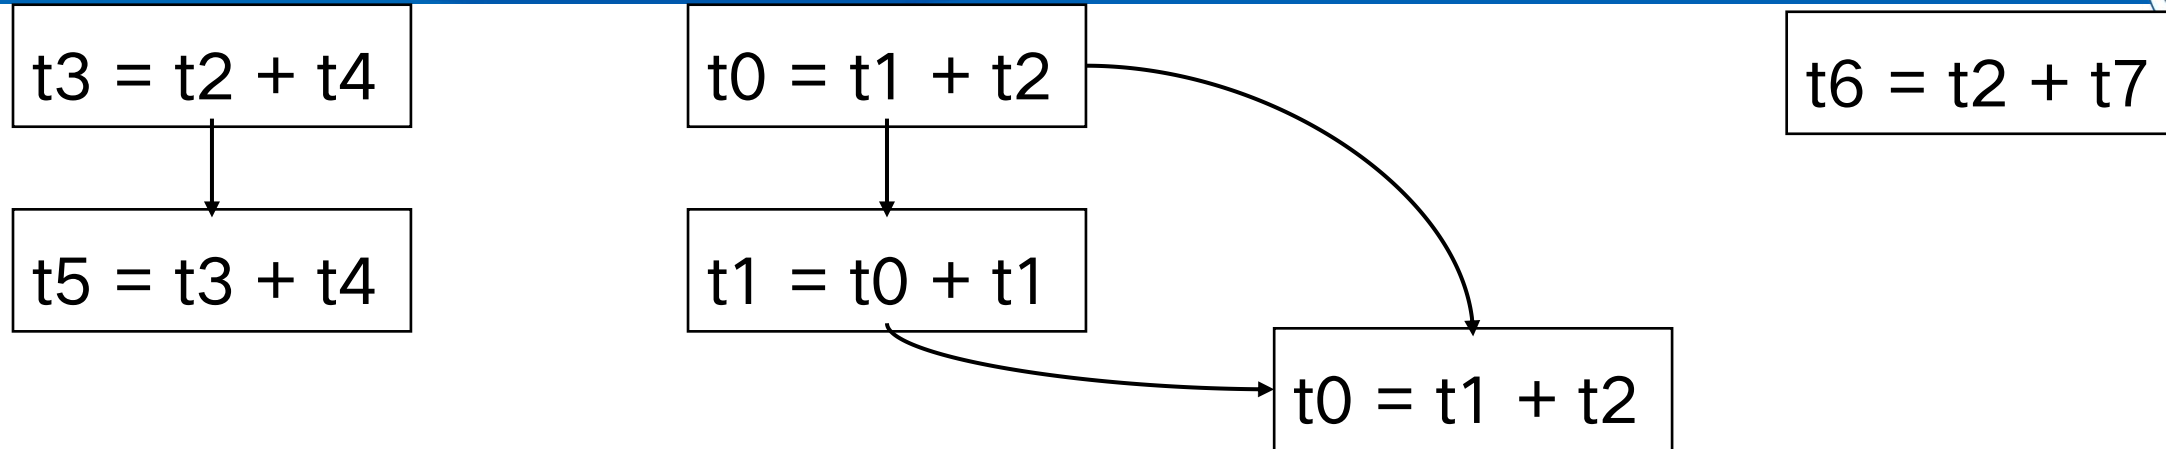 t3 = t2 + t4
t0 = t1 + t2
t6 = t2 + t7
t5 = t3 + t4
t1 = t0 + t1
t0 = t1 + t2